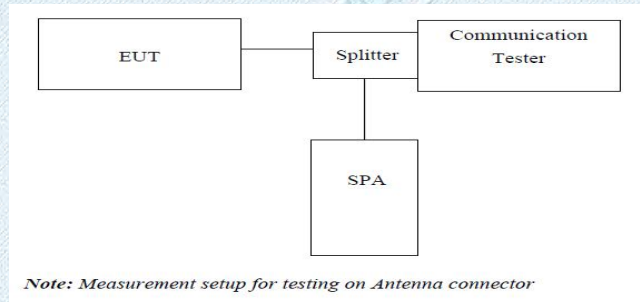 EUT
Splitter
Communication
Tester
SPA
Note: Measurement setup for testing on Antenna connector